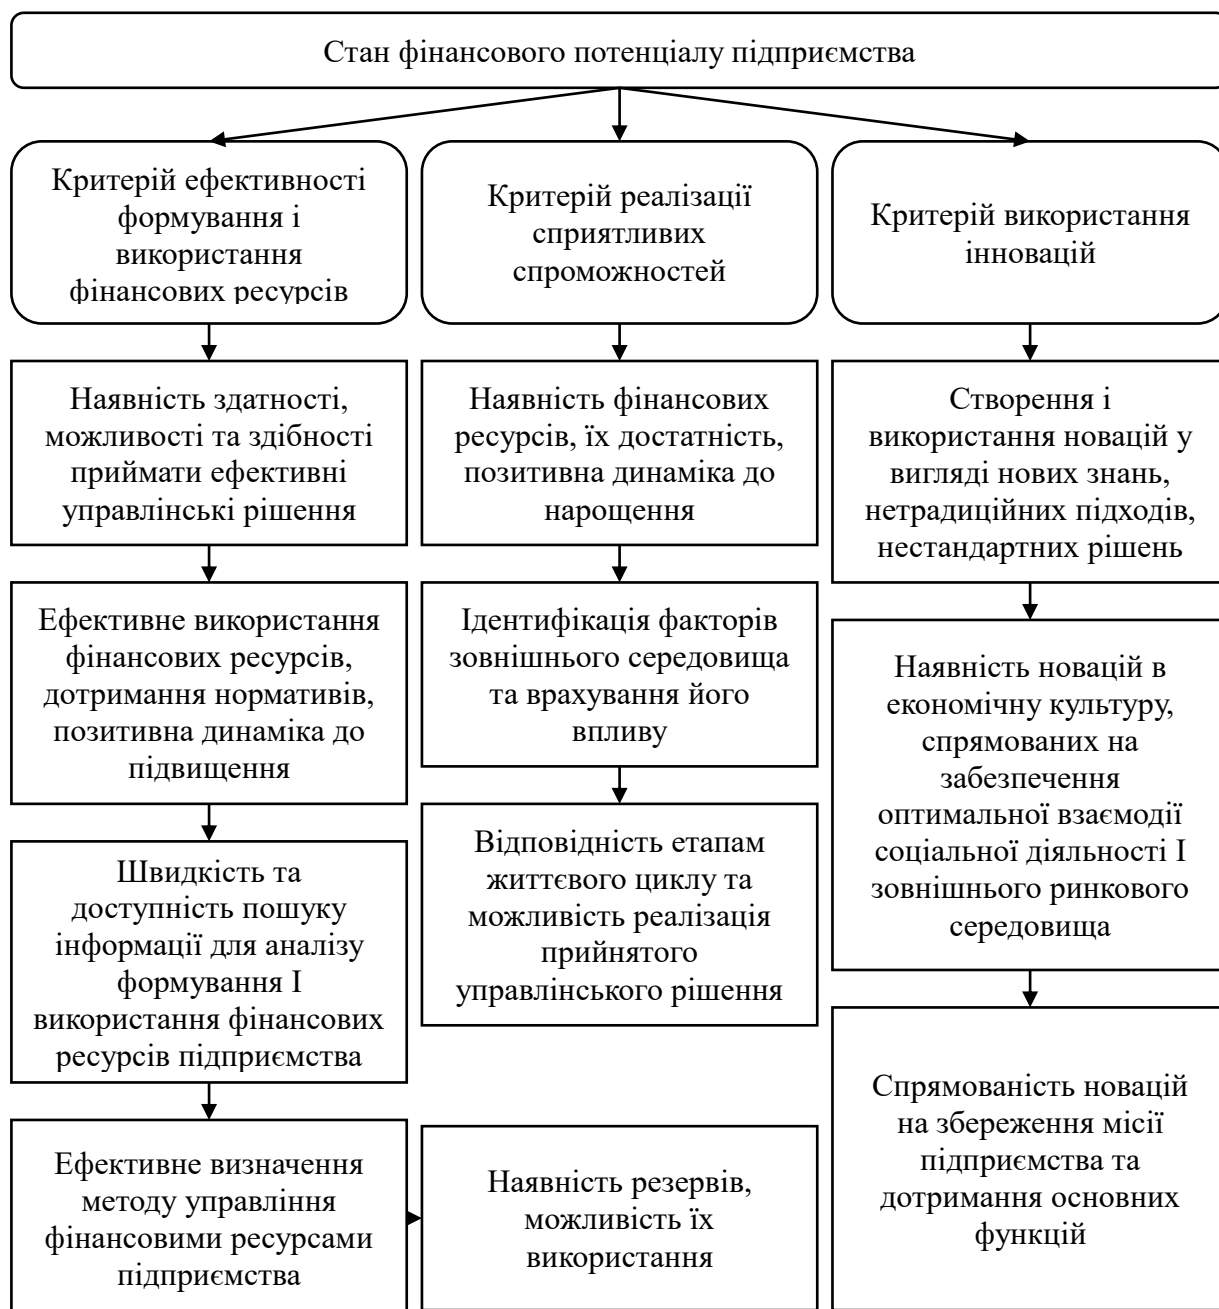 Стан фінансового потенціалу підприємства
Критерій ефективності
формування і
використання
фінансових ресурсів
Критерій реалізації
сприятливих
спроможностей
Критерій використання
інновацій
Наявність здатності,
можливості та здібності
приймати ефективні
управлінські рішення
Наявність фінансових
ресурсів, їх достатність,
позитивна динаміка до
нарощення
Створення і
використання новацій у
вигляді нових знань,
нетрадиційних підходів,
нестандартних рішень
Ефективне використання
фінансових ресурсів,
дотримання нормативів,
позитивна динаміка до
підвищення
Ідентифікація факторів
зовнішнього середовища
та врахування його
впливу
Наявність новацій в
економічну культуру,
спрямованих на
забезпечення
оптимальної взаємодії
соціальної діяльності І
зовнішнього ринкового
середовища
Швидкість та
доступність пошуку
інформації для аналізу
формування І
використання фінансових
ресурсів підприємства
Відповідність етапам
життєвого циклу та
можливість реалізація
прийнятого
управлінського рішення
Спрямованість новацій
на збереження місії
підприємства та
дотримання основних
функцій
Ефективне визначення
методу управління
фінансовими ресурсами
підприємства
Наявність резервів,
можливість їх
використання